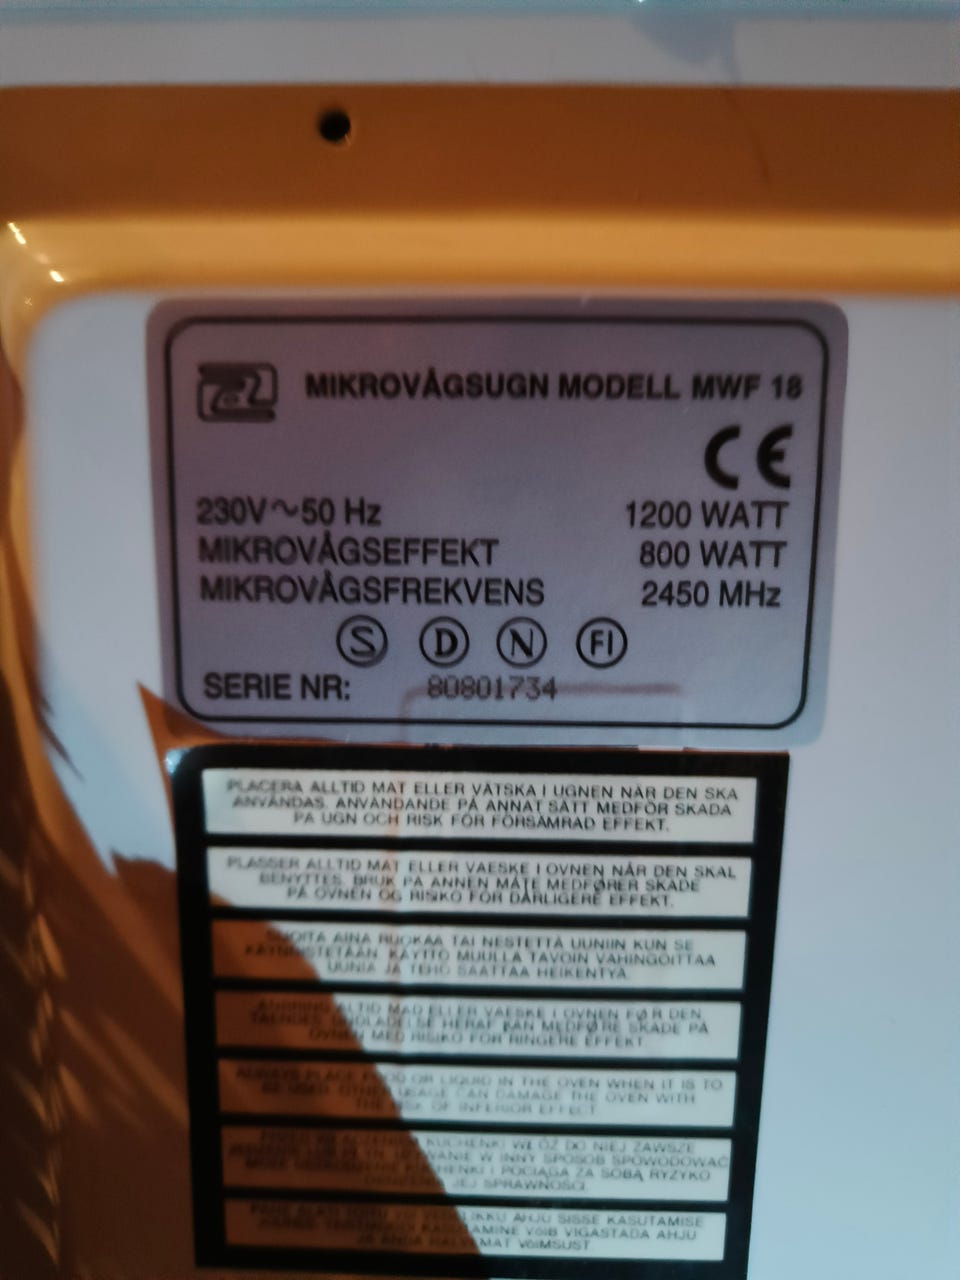 MIKROVÅGSUGN MODELL MWF 18
CE
230V~50 Hz 1200 WATT
MIKROVÅGSEFFEKT 800 WATT
MIKROVÅGSFREKVENS 2450 MHz
S D N FI
SERIE NR: 80801734
PLACERA ALLTID MAT ELLER VÄTSKA I UGNEN NÄR DEN SKA
ANVÄNDAS. ANVÄNDANDE PÅ ANNAT SÄTT MEDFÖR SKADA
PÅ UGN OCH RISK FÖR FÖRSÄMRAD EFFEKT.
PLASSER ALLTID MAT ELLER VAESKE I OVNEN NÅR DEN SKAL
BENYTTES. BRUK PÅ ANNEN MÅTE MEDFØRER SKADE
PÅ OVNEN OG RISIKO FOR DÅRLIGERE EFFEKT.
AINA RUOKAA TAI NESTETTÄ UUNIIN KUN SE
KÄYTTÖ MUULLA TAVOIN VAHINGOITTAA
UUNIA JA TEHO SAATTAA HEIKENTYÄ.
ALTID MAD ELLER VAESKE I OVNEN FØR DEN
HERAF KAN MEDFØRE SKADE PÅ
OVNEN MED RISIKO FOR RINGERE EFFEKT.
ALWAYS PLACE FOOD OR LIQUID IN THE OVEN WHEN IT IS TO
BE USED. OTHER USAGE CAN DAMAGE THE OVEN WITH
THE RISK OF INFERIOR EFFECT.
KUCHENKI WŁÓŻ DO NIEJ ZAWSZE
W INNY SPOSÓB SPOWODOWAĆ
KUCHENKI I POCIĄGA ZA SOBĄ RYZYKO
JEJ SPRAWNOŚCI.
AHJU SISSE KASUTAMISE
VÕIB VIGASTADA AHJU
JA VÕIMSUST.